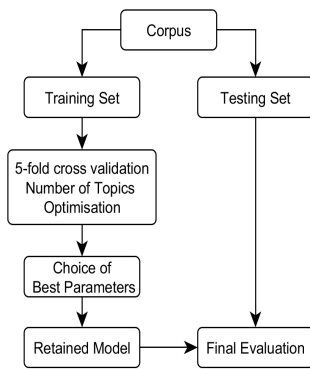 Corpus
Training Set
Testing Set
5-fold cross validation
Number of Topics
Optimisation
Choice of
Best Parameters
Retained Model
Final Evaluation